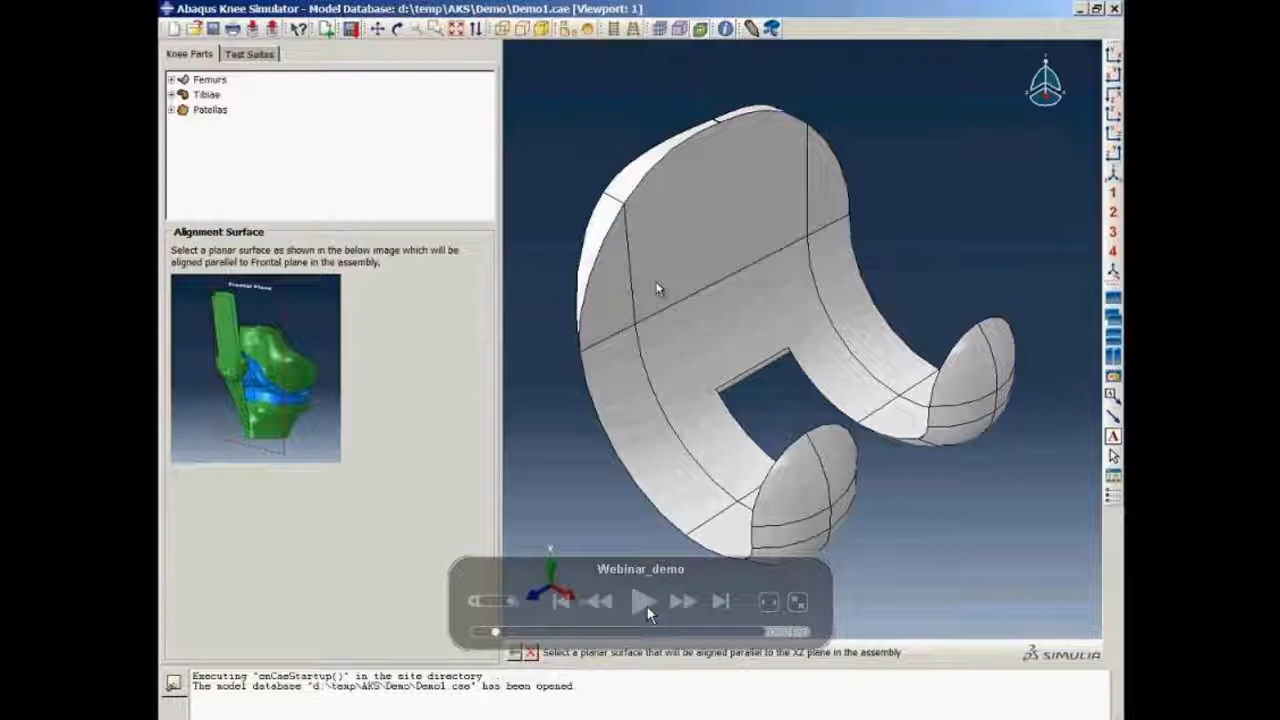 Abaqus Knee Simulator - Model Database: d:\temp\AKS\Demo\Demo1.cae [Viewport: 1]
Knee Parts
Test Suites
Femurs
Tibiae
Patellas
Alignment Surface
Select a planar surface as shown in the below image which will be
aligned parallel to Frontal plane in the assembly.
Frontal Plane
1
2
3
4
A
Y
Webinar_demo
Select a planar surface that will be aligned parallel to the XZ plane in the assembly
SIMULIA
Executing "onCaeStartup()" in the site directory ...
The model database "d:\temp\AKS\Demo\Demo1.cae" has been opened.